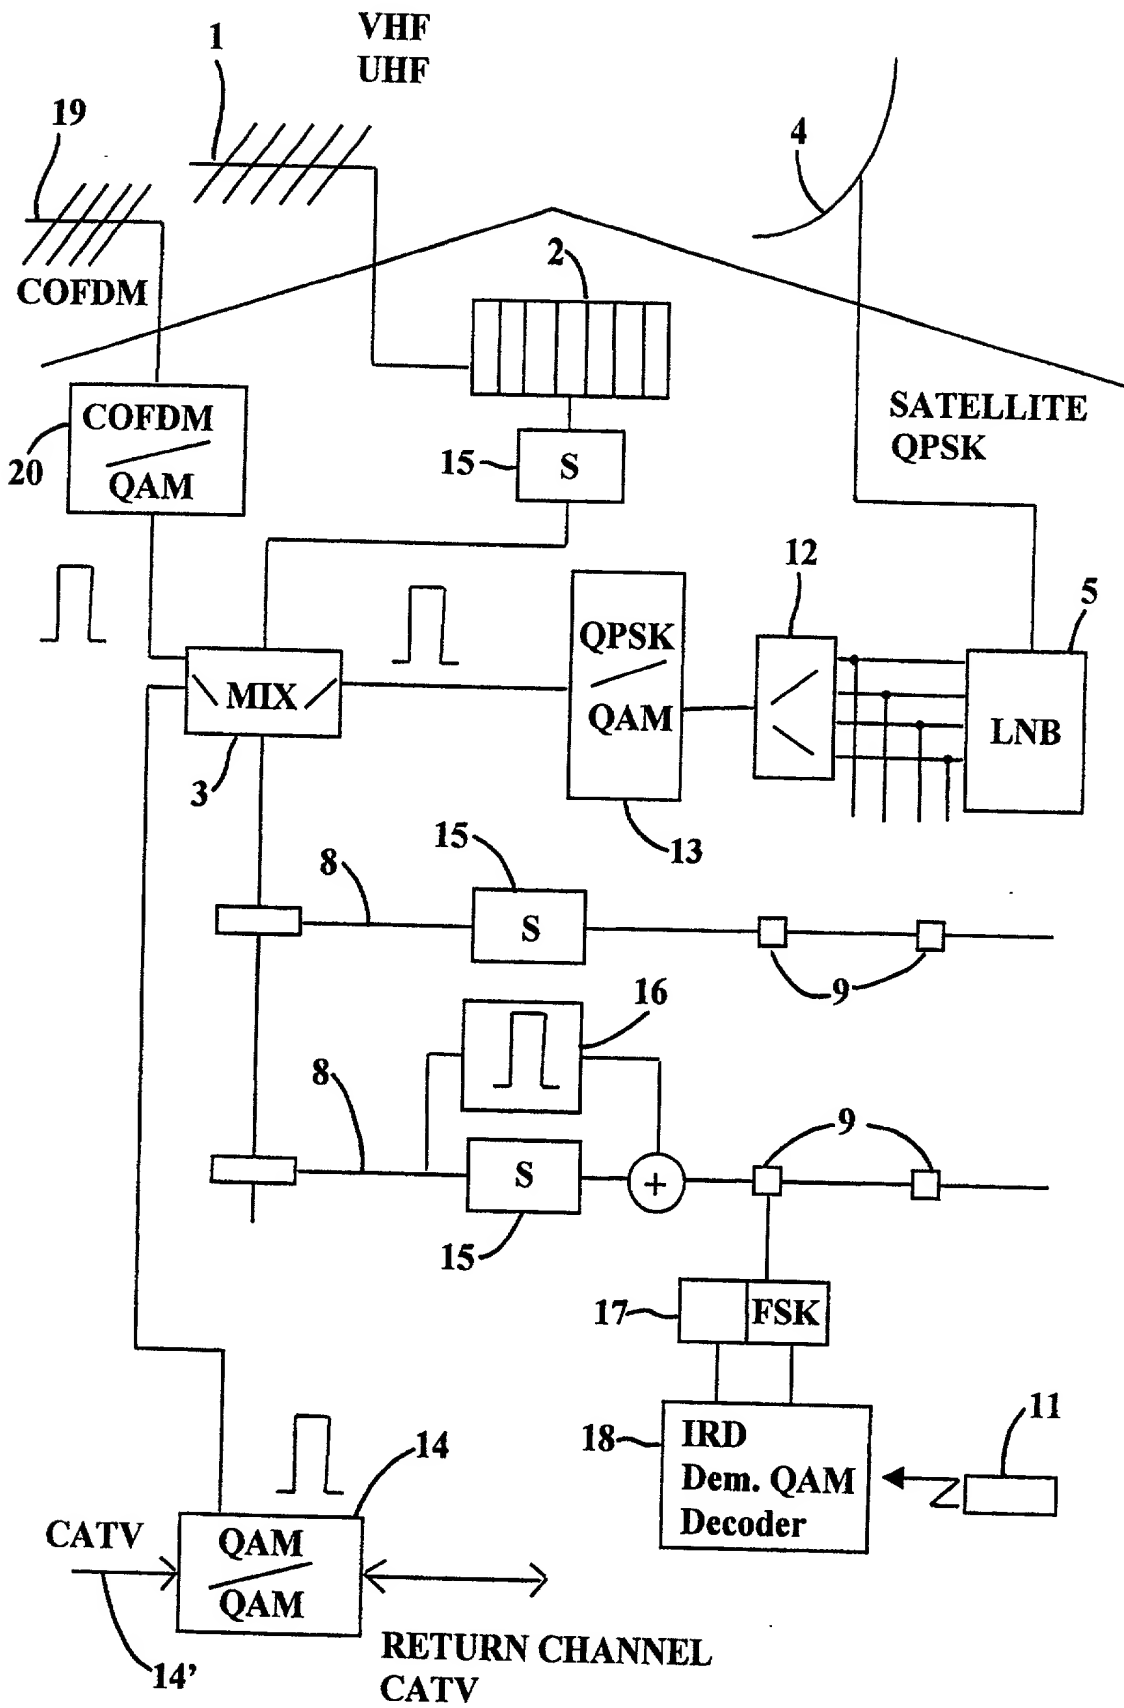 1
VHF
UHF
19
4
2
COFDM
SATELLITE
QPSK
COFDM
QAM
20
15
S
12
5
QPSK
QAM
MIX
LNB
3
13
15
8
S
9
16
8
9
S
15
17
FSK
11
14
18
IRD
Dem. QAM
Decoder
CATV
QAM
QAM
14'
RETURN CHANNEL
CATV